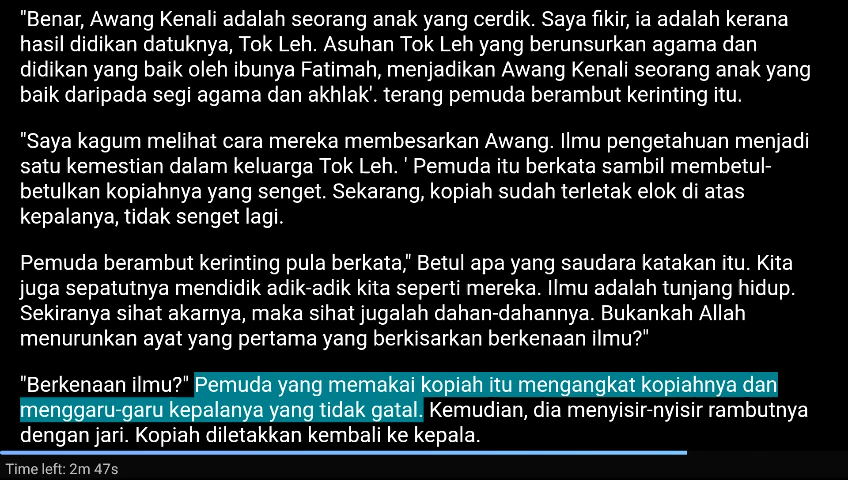 "Benar, Awang Kenali adalah seorang anak yang cerdik. Saya fikir, ia adalah kerana
hasil didikan datuknya, Tok Leh. Asuhan Tok Leh yang berunsurkan agama dan
didikan yang baik oleh ibunya Fatimah, menjadikan Awang Kenali seorang anak yang
baik daripada segi agama dan akhlak'. terang pemuda berambut kerinting itu.
"Saya kagum melihat cara mereka membesarkan Awang. Ilmu pengetahuan menjadi
satu kemestian dalam keluarga Tok Leh. ' Pemuda itu berkata sambil membetul-
betulkan kopiahnya yang senget. Sekarang, kopiah sudah terletak elok di atas
kepalanya, tidak senget lagi.
Pemuda berambut kerinting pula berkata," Betul apa yang saudara katakan itu. Kita
juga sepatutnya mendidik adik-adik kita seperti mereka. Ilmu adalah tunjang hidup.
Sekiranya sihat akarnya, maka sihat jugalah dahan-dahannya. Bukankah Allah
menurunkan ayat yang pertama yang berkisarkan berkenaan ilmu?"
"Berkenaan ilmu?" Pemuda yang memakai kopiah itu mengangkat kopiahnya dan
menggaru-garu kepalanya yang tidak gatal. Kemudian, dia menyisir-nyisir rambutnya
dengan jari. Kopiah diletakkan kembali ke kepala.
Time left: 2m 47s